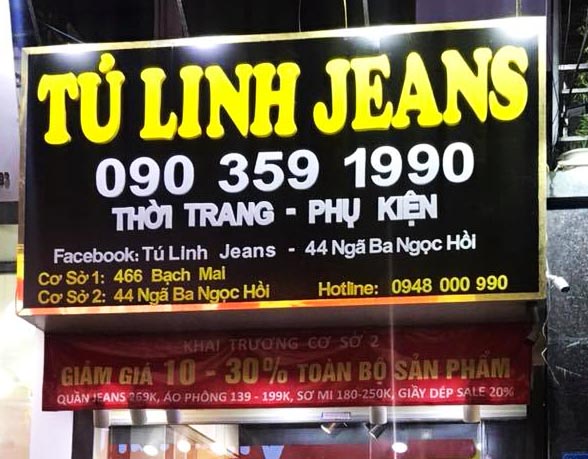 TÚ LINH JEANS
090 359 1990
THỜI TRANG - PHỤ KIỆN
Facebook: Tú Linh Jeans - 44 Ngã Ba Ngọc Hồi
Cơ Sở 1: 466 Bạch Mai
Cơ Sở 2: 44 Ngã Ba Ngọc Hồi Hotline: 0948 000 990
KHAI TRƯƠNG CƠ SỞ 2
GIẢM GIÁ 10 - 30% TOÀN BỘ SẢN PHẨM
QUẦN JEANS 269K, ÁO PHÔNG 139 - 199K, SƠ MI 180-250K, GIẦY DÉP SALE 20%